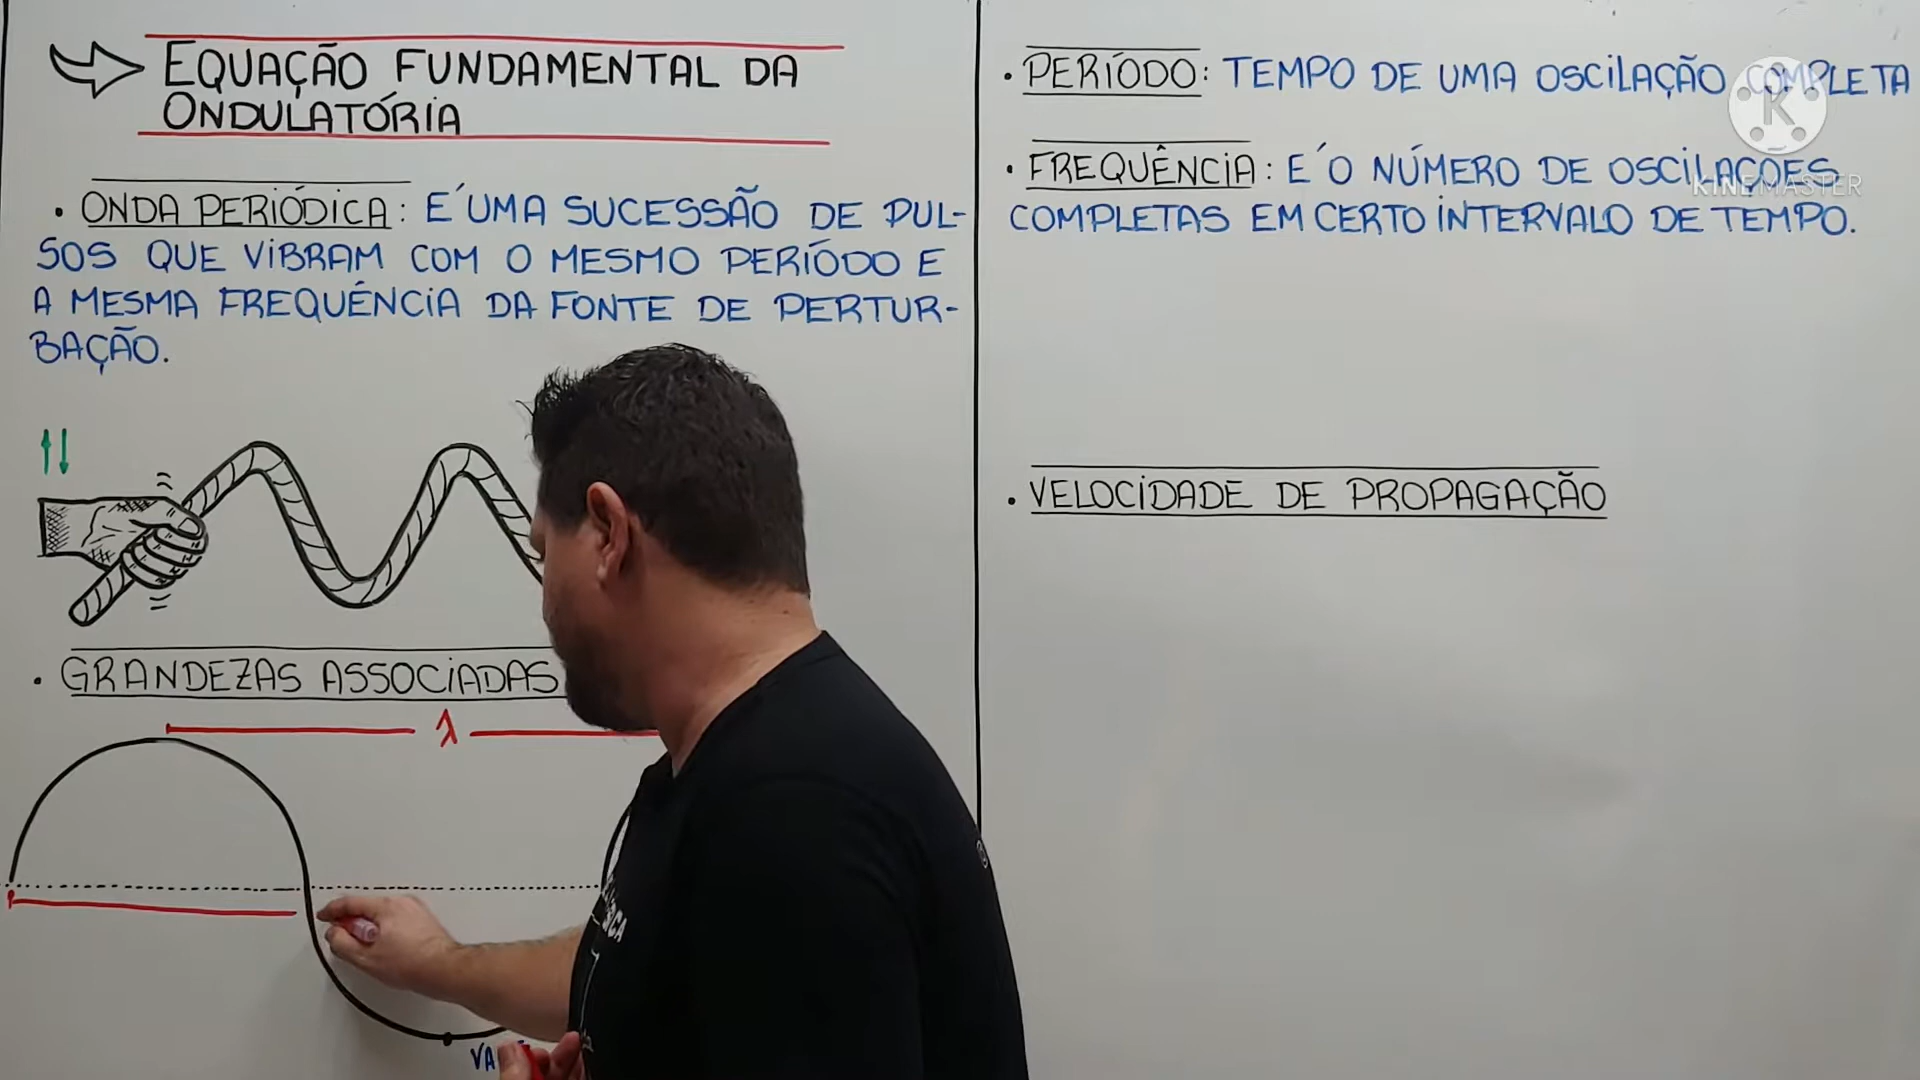 EQUAÇÃO FUNDAMENTAL DA
ONDULATÓRIA
• ONDA PERIÓDICA: É UMA SUCESSÃO DE PUL-
SOS QUE VIBRAM COM O MESMO PERÍODO E
A MESMA FREQUÉNCIA DA FONTE DE PERTUR-
BAÇÃO.
• GRANDEZAS ASSOCIADAS
λ
• PERÍODO: TEMPO DE UMA OSCILAÇÃO COMPLETA
• FREQUÊNCIA: É O NÚMERO DE OSCILAÇÕES
COMPLETAS EM CERTO INTERVALO DE TEMPO.
• VELOCIDADE DE PROPAGAÇÃO
K
KINEMASTER